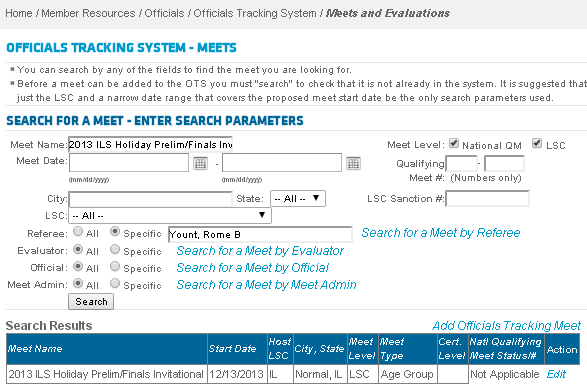 Home / Member Resources / Officials / Officials Tracking System / Meets and Evaluations
OFFICIALS TRACKING SYSTEM - MEETS
You can search by any of the fields to find the meet you are looking for.
Before a meet can be added to the OTS you must "search" to check that it is not already in the system. It is suggested that
just the LSC and a narrow date range that covers the proposed meet start date be the only search parameters used.
SEARCH FOR A MEET - ENTER SEARCH PARAMETERS
Meet Name: 2013 ILS Holiday Prelim/Finals Invi Meet Level: National QM LSC
Meet Date: - Qualifying -
(mm/dd/yyyy) (mm/dd/yyyy) Meet #: (Numbers only)
City: State: -- All -- LSC Sanction #:
LSC: -- All --
Referee: All Specific Yount, Rome B Search for a Meet by Referee
Evaluator: All Specific Search for a Meet by Evaluator
Official: All Specific Search for a Meet by Official
Meet Admin: All Specific Search for a Meet by Meet Admin
Search
Search Results Add Officials Tracking Meet
Meet Name Start Date Host LSC City, State Meet Level Meet Type Cert. Level Natl Qualifying Meet Status/# Action
2013 ILS Holiday Prelim/Finals Invitational 12/13/2013 IL Normal, IL LSC Age Group Not Applicable Edit